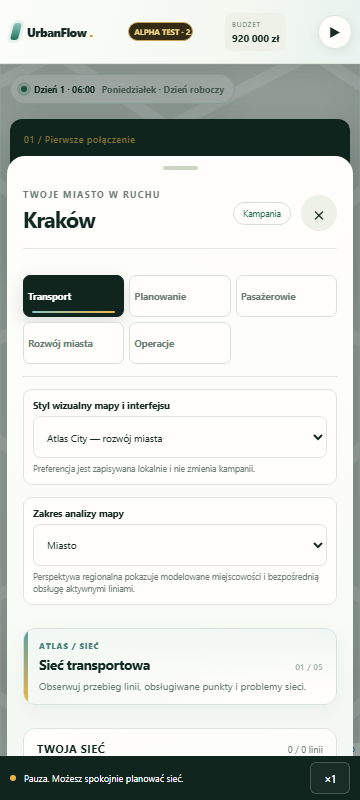 UrbanFlow.
ALPHA TEST · 2
BUDŻET
920 000 zł
Dzień 1 · 06:00 Poniedziałek · Dzień roboczy
01 / Pierwsze połączenie
TWOJE MIASTO W RUCHU
Kraków
Kampania
×
Transport
Planowanie
Pasażerowie
Rozwój miasta
Operacje
Styl wizualny mapy i interfejsu
Atlas City — rozwój miasta
Preferencja jest zapisywana lokalnie i nie zmienia kampanii.
Zakres analizy mapy
Miasto
Perspektywa regionalna pokazuje modelowane miejscowości i bezpośrednią
obsługę aktywnymi liniami.
ATLAS / SIEĆ
Sieć transportowa
01 / 05
Obserwuj przebieg linii, obsługiwane punkty i problemy sieci.
TWOJA SIEĆ
0 / 0 linii
Pauza. Możesz spokojnie planować sieć.
×1